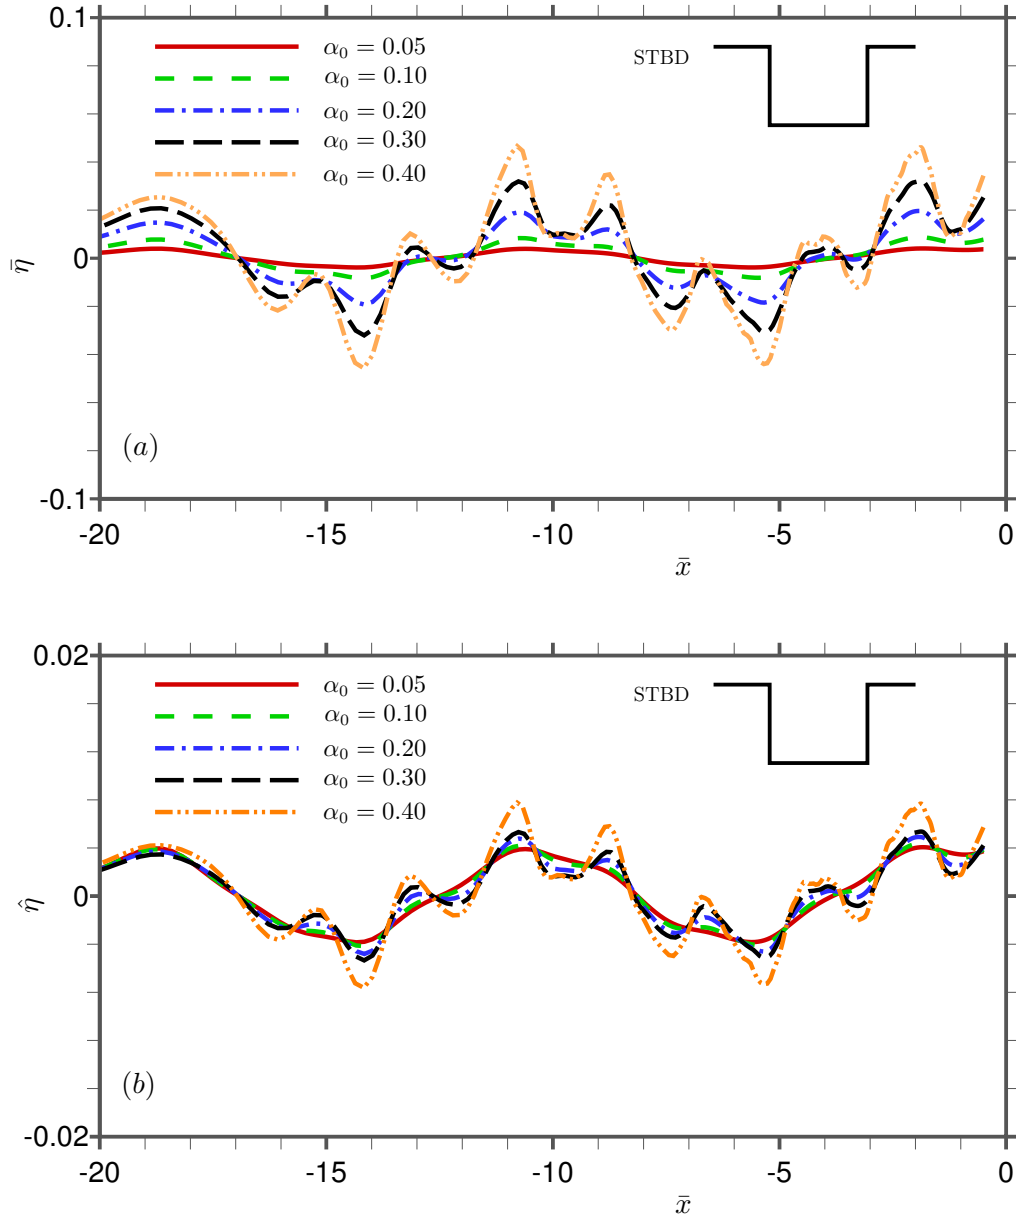 0.1
α₀ = 0.05
STBD
α₀ = 0.10
α₀ = 0.20
α₀ = 0.30
α₀ = 0.40
η̄
0
(a)
-0.1
-20 -15 -10 -5 0
x̄
0.02
α₀ = 0.05
STBD
α₀ = 0.10
α₀ = 0.20
α₀ = 0.30
α₀ = 0.40
η̂
0
(b)
-0.02
-20 -15 -10 -5 0
x̄